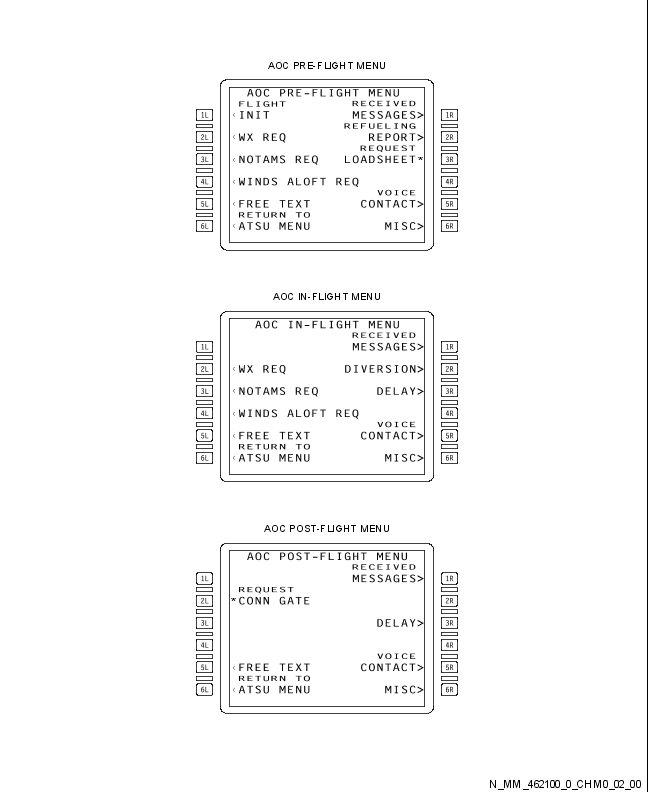 AOC PRE-FLIGHT MENU
AOC PRE-FLIGHT MENU
FLIGHT RECEIVED
1L <INIT MESSAGES> 1R
REFUELING
2L <WX REQ REPORT> 2R
REQUEST
3L <NOTAMS REQ LOADSHEET* 3R
4L <WINDS ALOFT REQ 4R
VOICE
5L <FREE TEXT CONTACT> 5R
RETURN TO
6L <ATSU MENU MISC> 6R
AOC IN-FLIGHT MENU
AOC IN-FLIGHT MENU
RECEIVED
1L MESSAGES> 1R
2L <WX REQ DIVERSION> 2R
3L <NOTAMS REQ DELAY> 3R
4L <WINDS ALOFT REQ 4R
VOICE
5L <FREE TEXT CONTACT> 5R
RETURN TO
6L <ATSU MENU MISC> 6R
AOC POST-FLIGHT MENU
AOC POST-FLIGHT MENU
RECEIVED
1L MESSAGES> 1R
REQUEST
2L *CONN GATE 2R
3L DELAY> 3R
4L 4R
VOICE
5L <FREE TEXT CONTACT> 5R
RETURN TO
6L <ATSU MENU MISC> 6R
N_MM_462100_0_CHM0_02_00